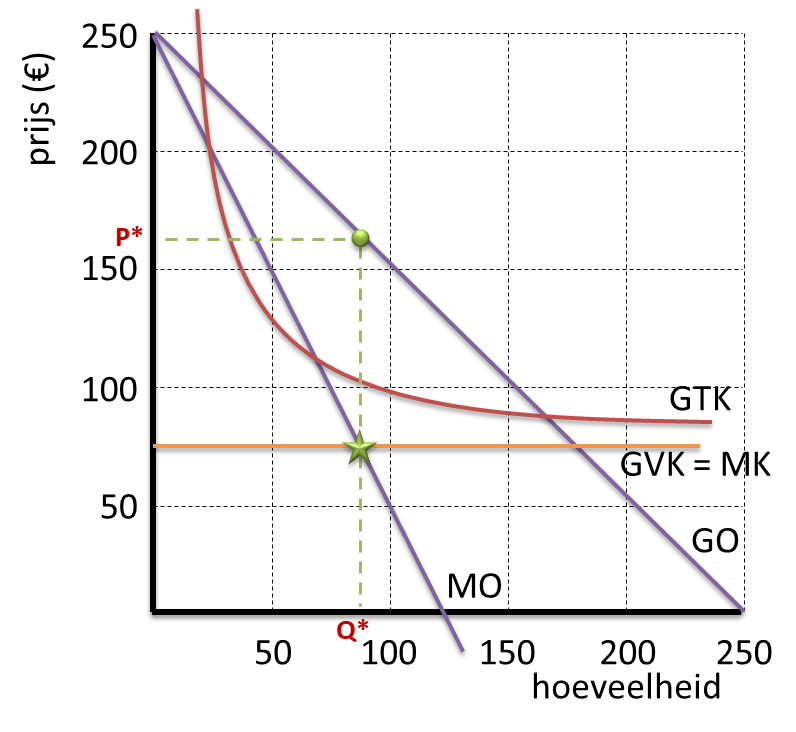 250
prijs (€)
200
P*
150
100
GTK
GVK = MK
50
GO
MO
Q*
50
100
150
200
250
hoeveelheid